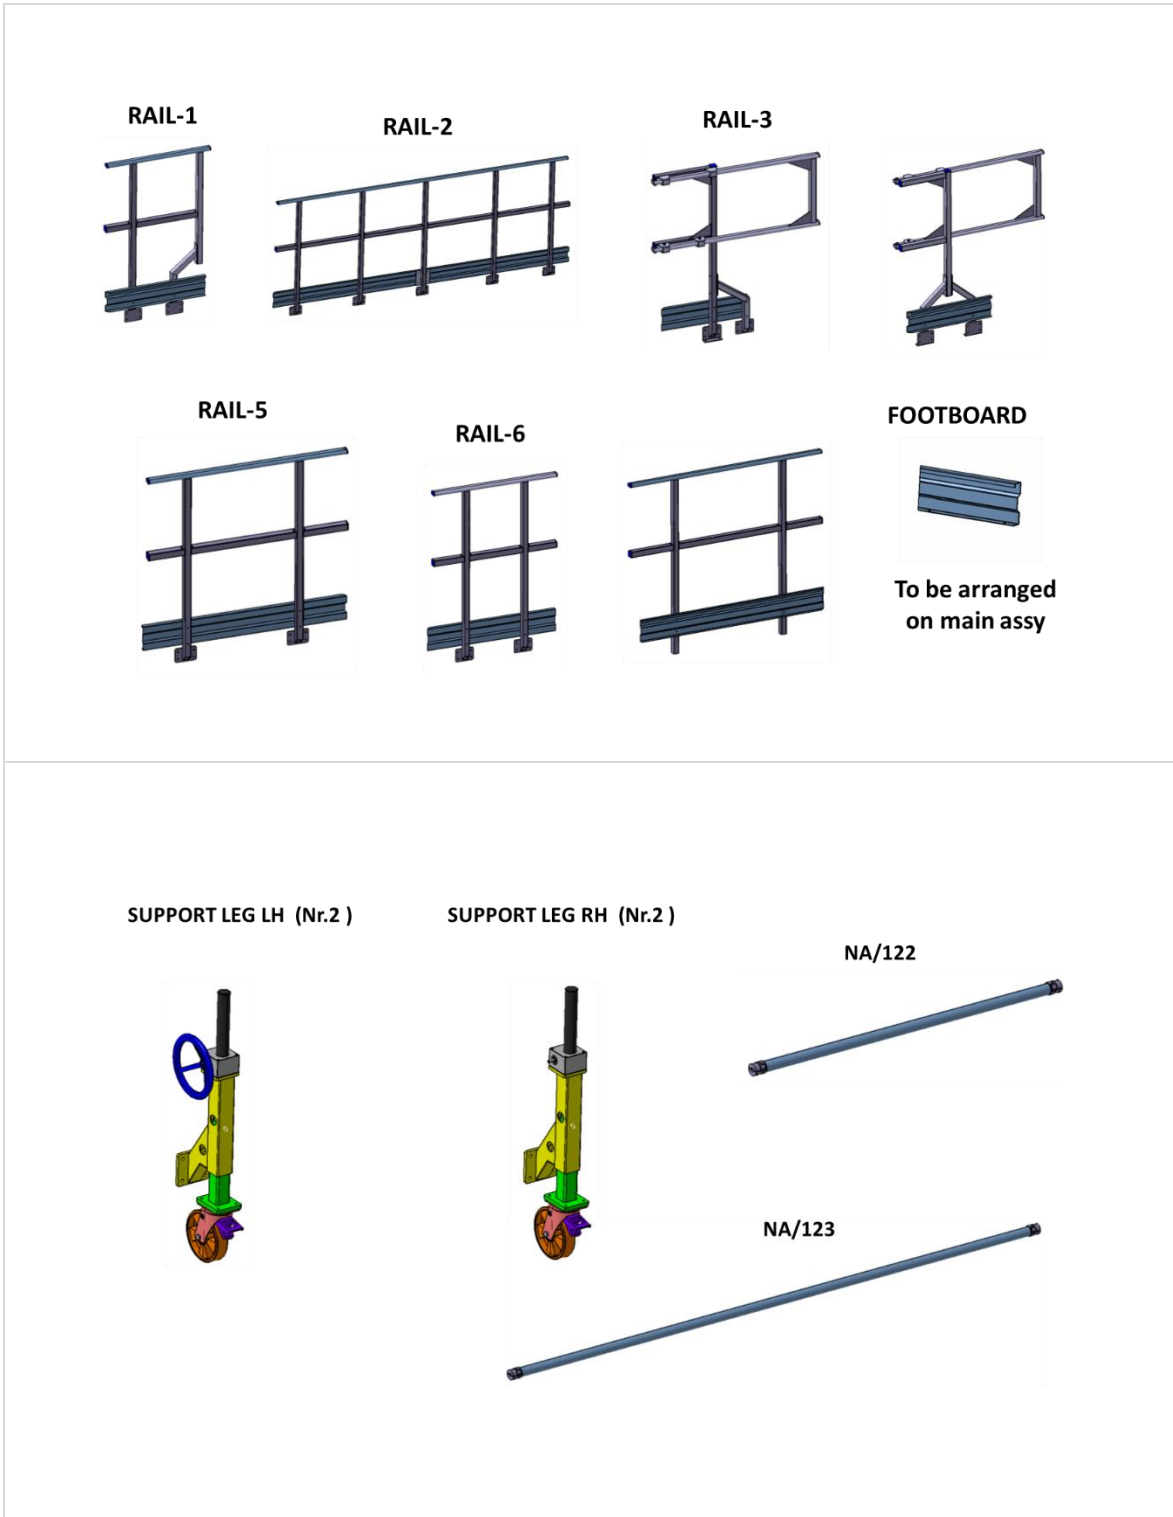 RAIL-1
RAIL-2
RAIL-3
RAIL-5
RAIL-6
FOOTBOARD
To be arranged
on main assy
SUPPORT LEG LH (Nr.2 )
SUPPORT LEG RH (Nr.2 )
NA/122
NA/123